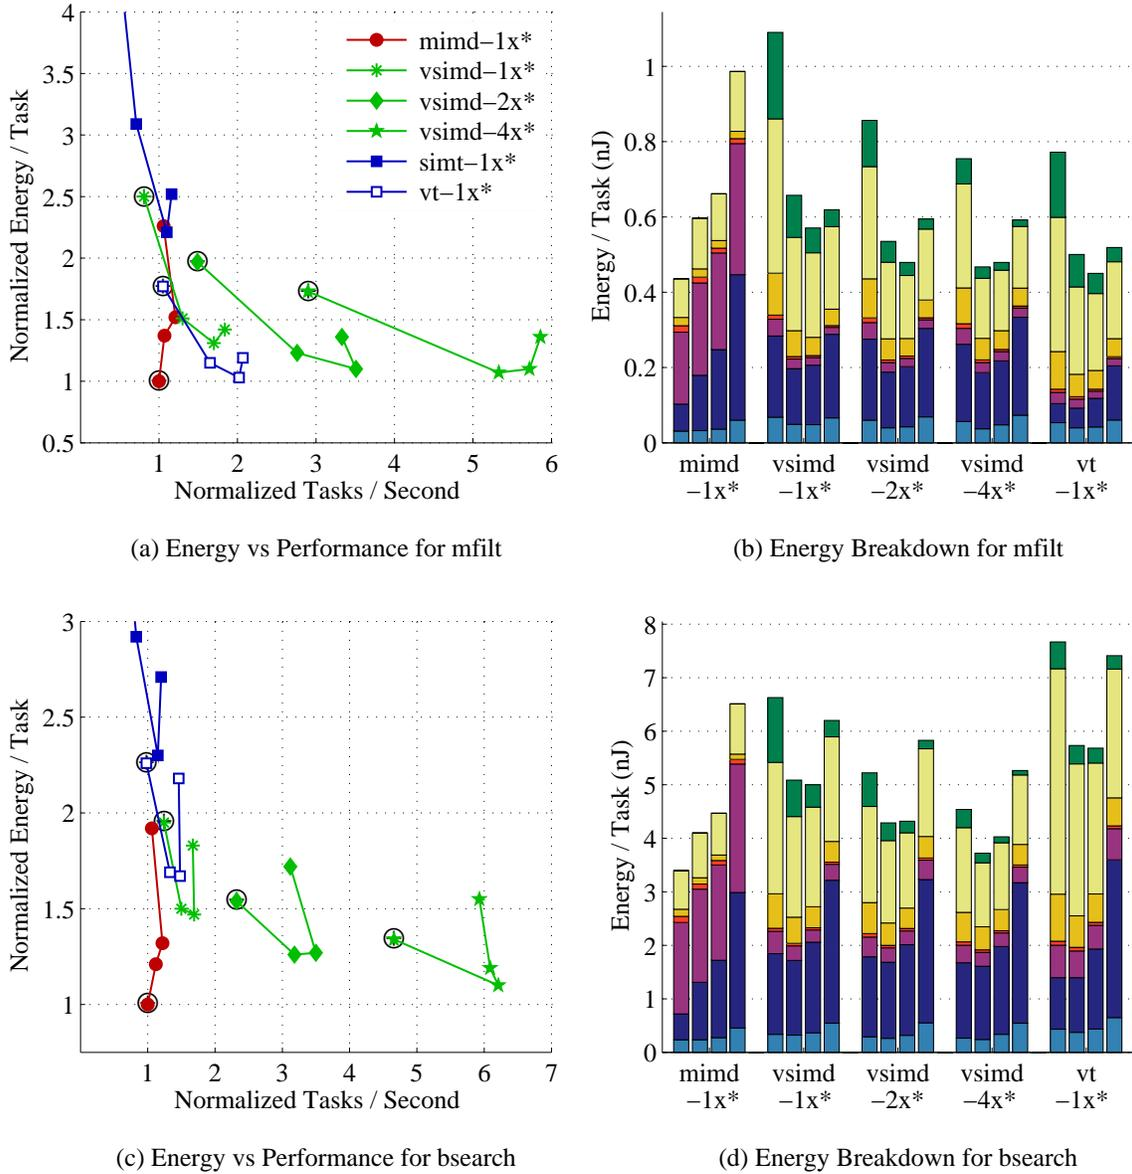 4
3.5
3
2.5
2
1.5
1
0.5
Normalized Energy / Task
1 2 3 4 5 6
Normalized Tasks / Second
mimd−1x*
vsimd−1x*
vsimd−2x*
vsimd−4x*
simt−1x*
vt−1x*
(a) Energy vs Performance for mfilt
1
0.8
0.6
0.4
0.2
0
Energy / Task (nJ)
mimd vsimd vsimd vsimd vt
−1x* −1x* −2x* −4x* −1x*
(b) Energy Breakdown for mfilt
3
2.5
2
1.5
1
Normalized Energy / Task
1 2 3 4 5 6 7
Normalized Tasks / Second
(c) Energy vs Performance for bsearch
8
7
6
5
4
3
2
1
0
Energy / Task (nJ)
mimd vsimd vsimd vsimd vt
−1x* −1x* −2x* −4x* −1x*
(d) Energy Breakdown for bsearch